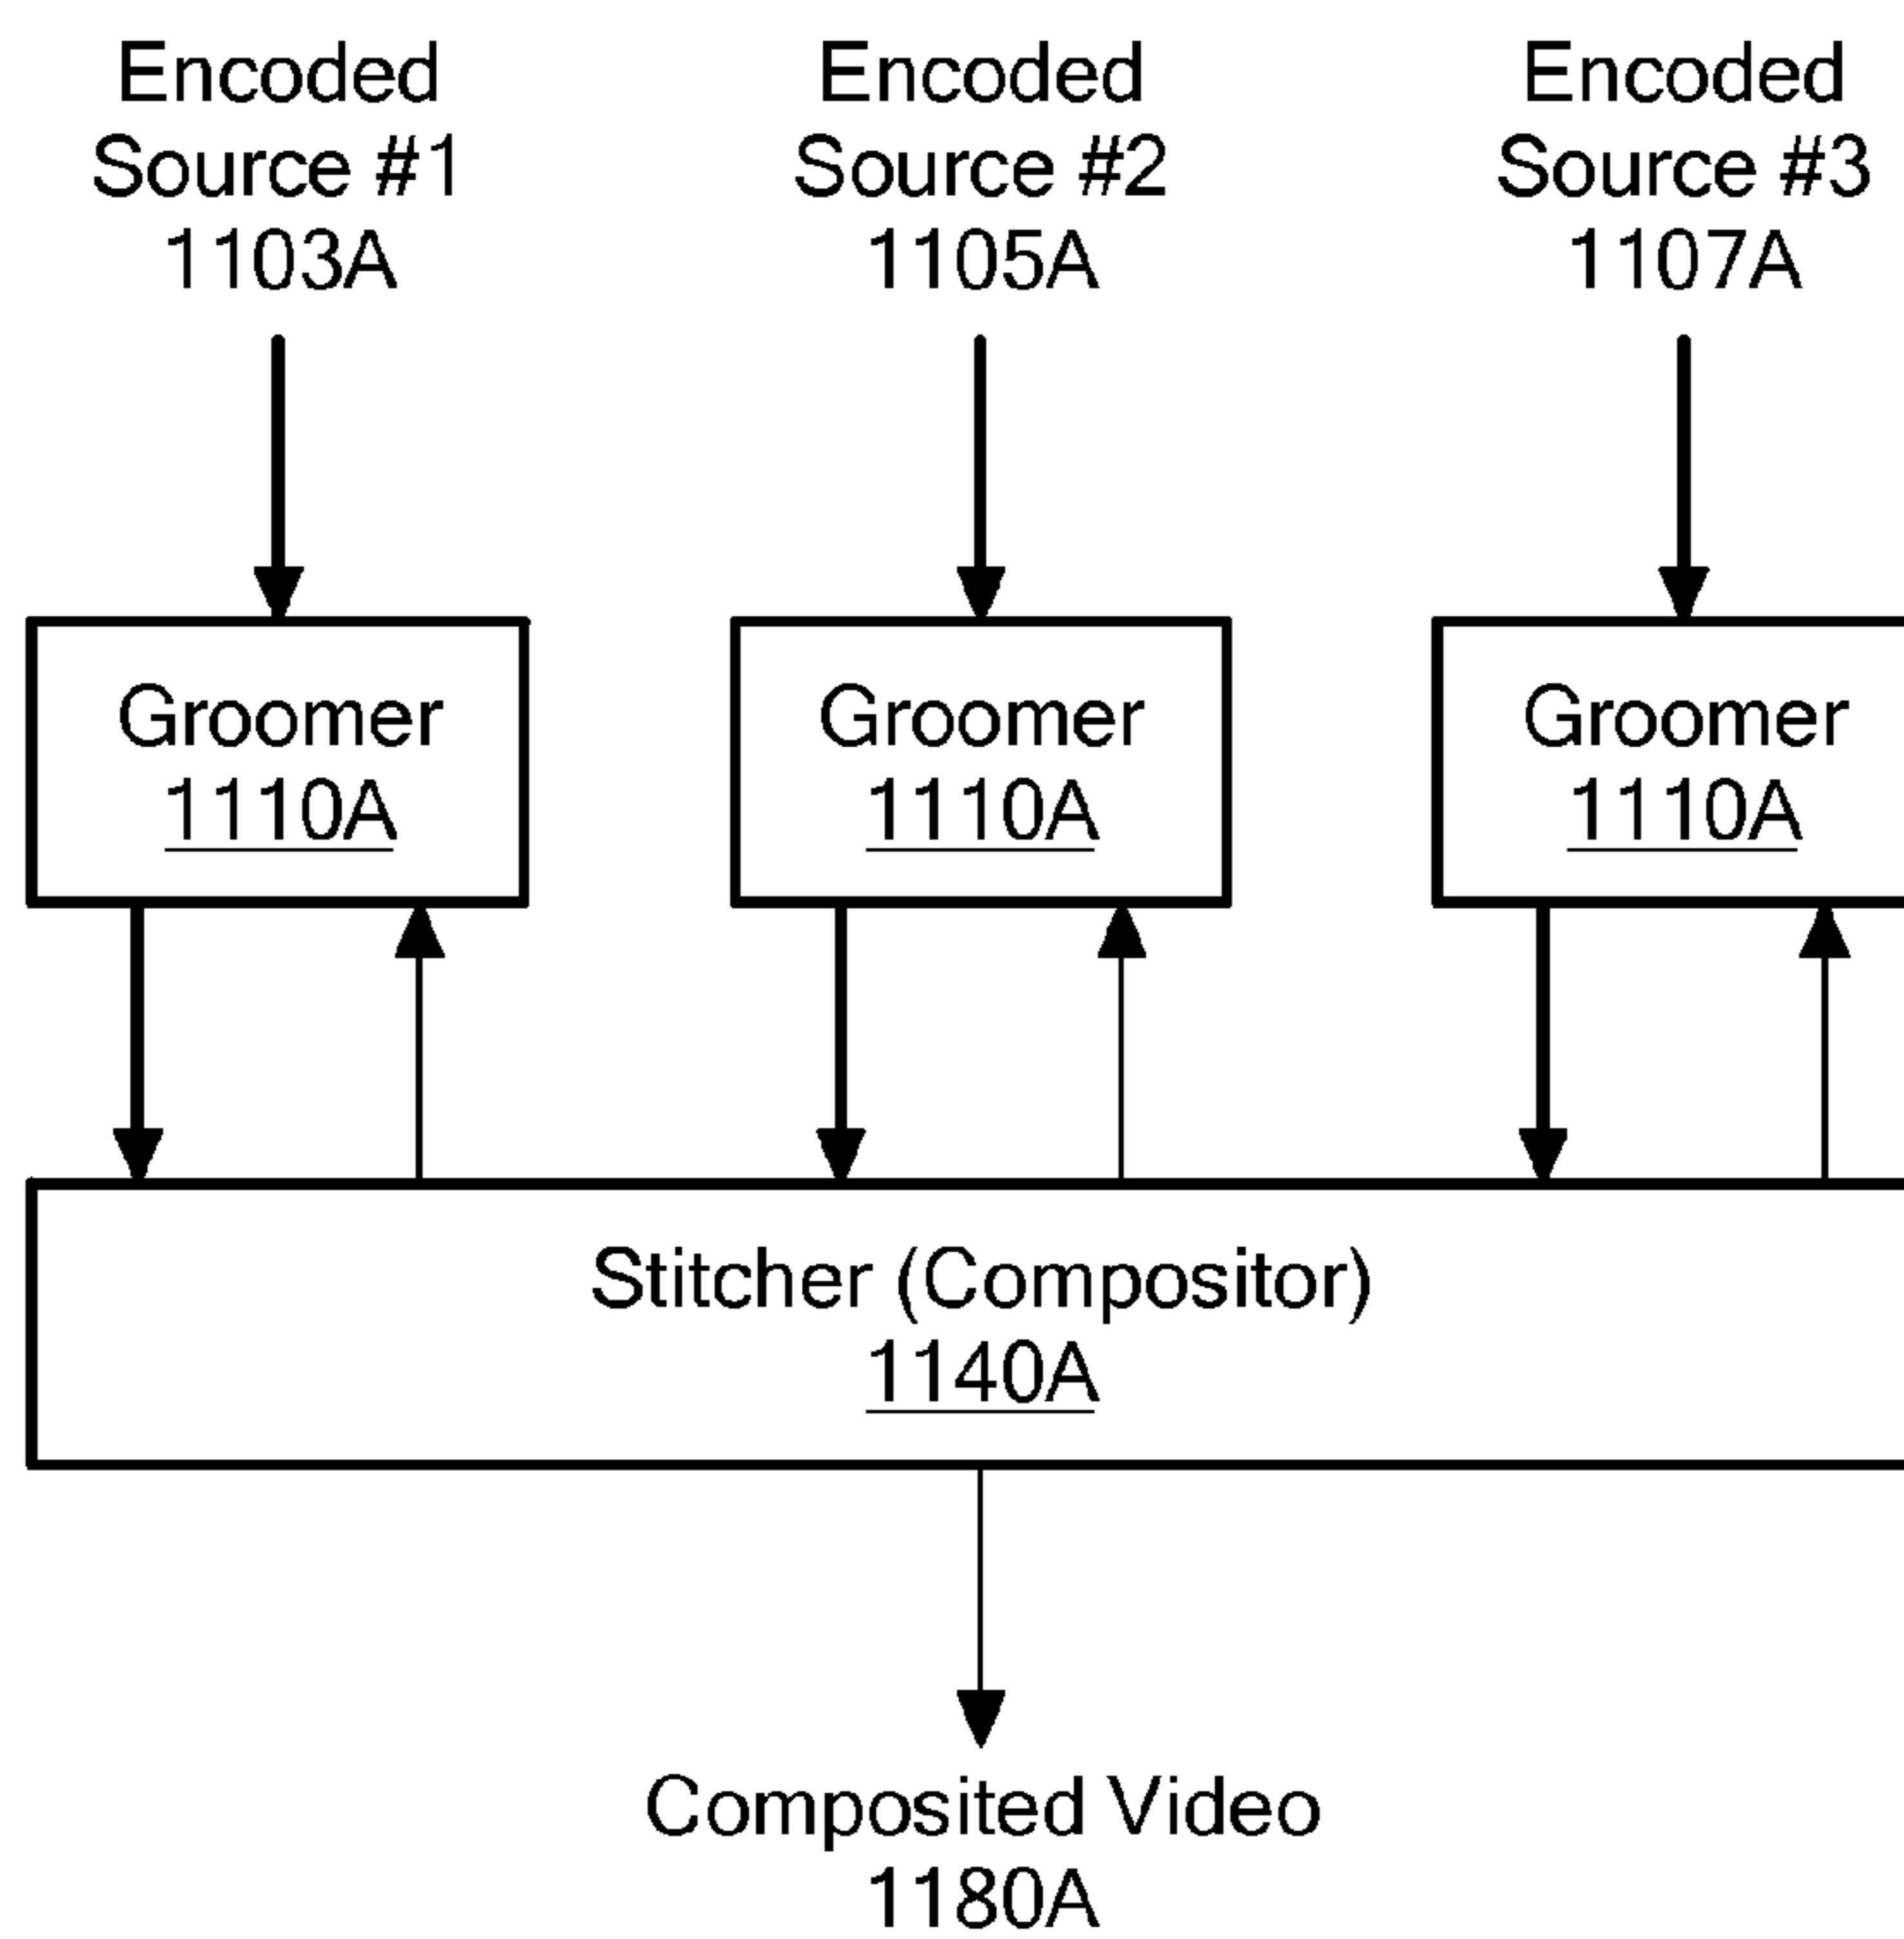 Encoded
Source #1
1103A
Encoded
Source #2
1105A
Encoded
Source #3
1107A
Groomer
1110A
Groomer
1110A
Groomer
1110A
Stitcher (Compositor)
1140A
Composited Video
1180A